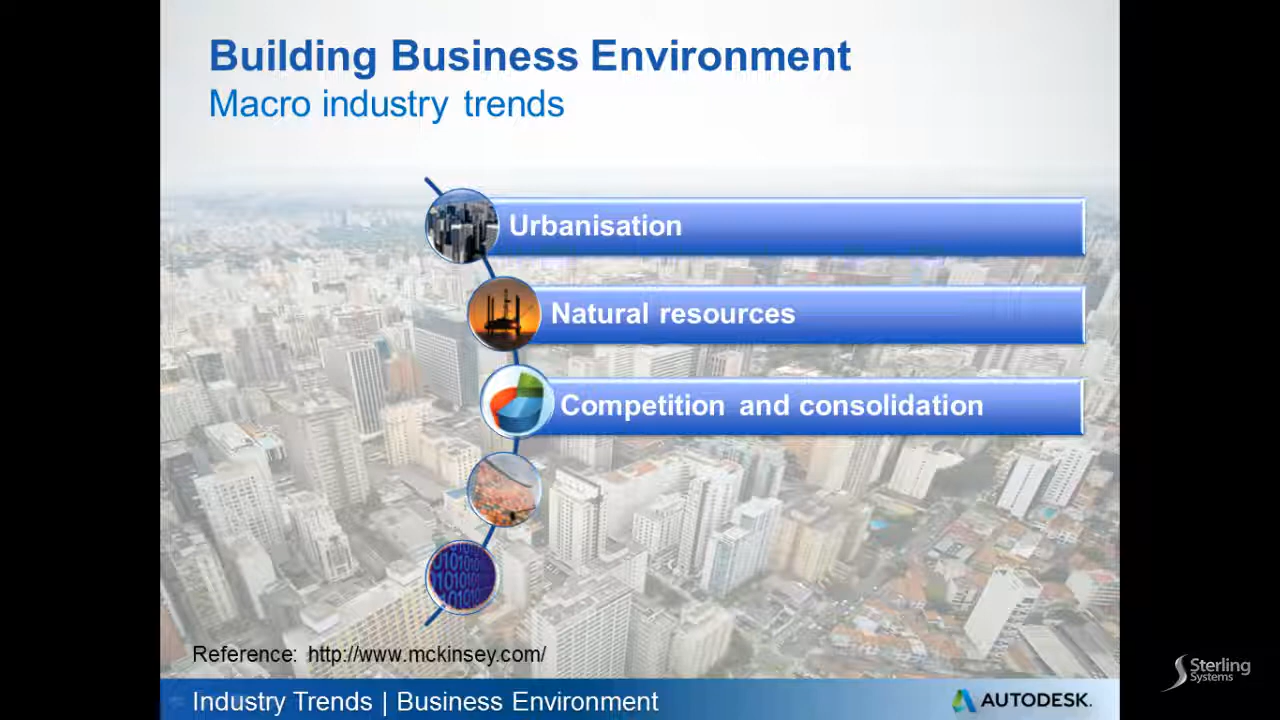 Building Business Environment
Macro industry trends
Urbanisation
Natural resources
Competition and consolidation
Reference: http://www.mckinsey.com/
Industry Trends | Business Environment
AUTODESK.
Sterling
Systems